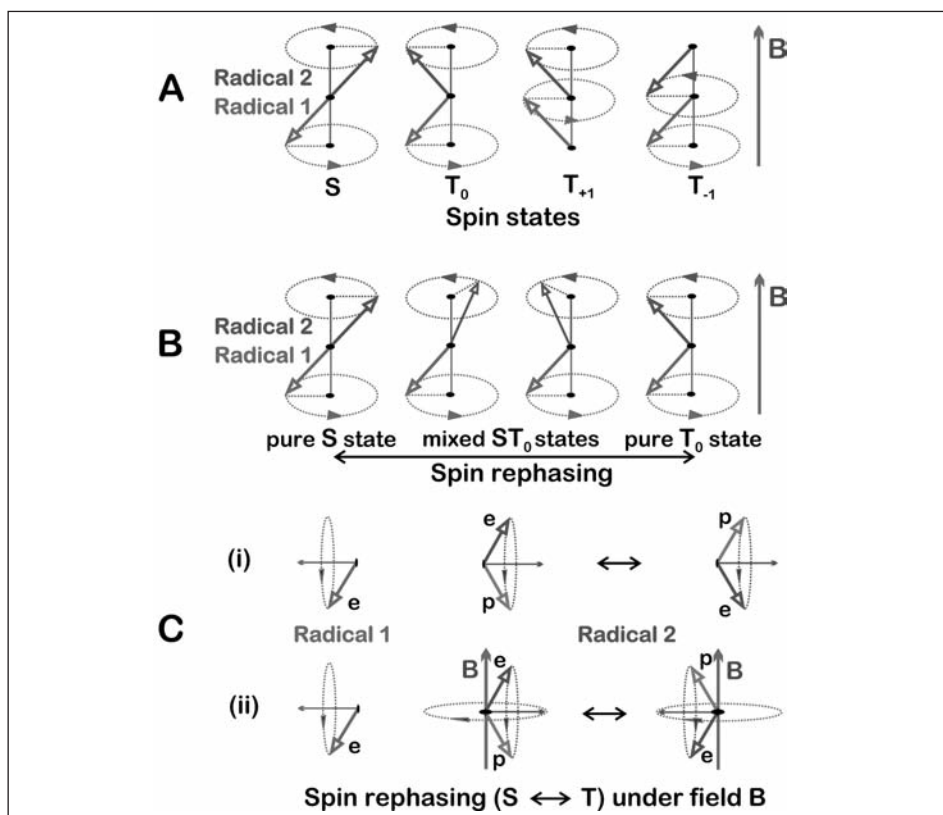 B
Radical 2
A
Radical 1
S T₀ T₊₁ T₋₁
Spin states
B
Radical 2
B
Radical 1
pure S state mixed ST₀ states pure T₀ state
Spin rephasing
e p
(i)
e p e
C
Radical 1 Radical 2
B e p B
(ii)
e p e
Spin rephasing (S ↔ T) under field B